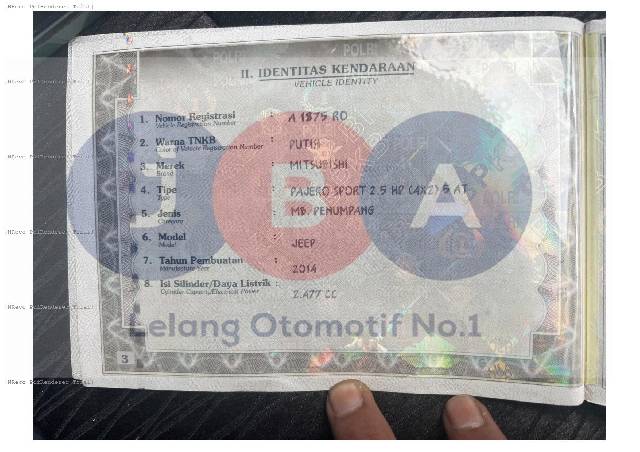 II. IDENTITAS KENDARAAN
VEHICLE IDENTITY
1. Nomor Registrasi : A 1875 RO
Vehicle Registration Number
2. Warna TNKB : PUTIH
Color of Vehicle Registration Number
3. Merek : MITSUBISHI
Brand
4. Tipe : PAJERO SPORT 2.5 HP (4X2) 5 AT
Type
5. Jenis : MB. PENUMPANG
Category
6. Model : JEEP
Model
7. Tahun Pembuatan : 2014
Manufacture Year
8. Isi Silinder/Daya Listrik : 2.477 CC
Cylinder Capacity/Electrical Power
IBA
Lelang Otomotif No.1
3